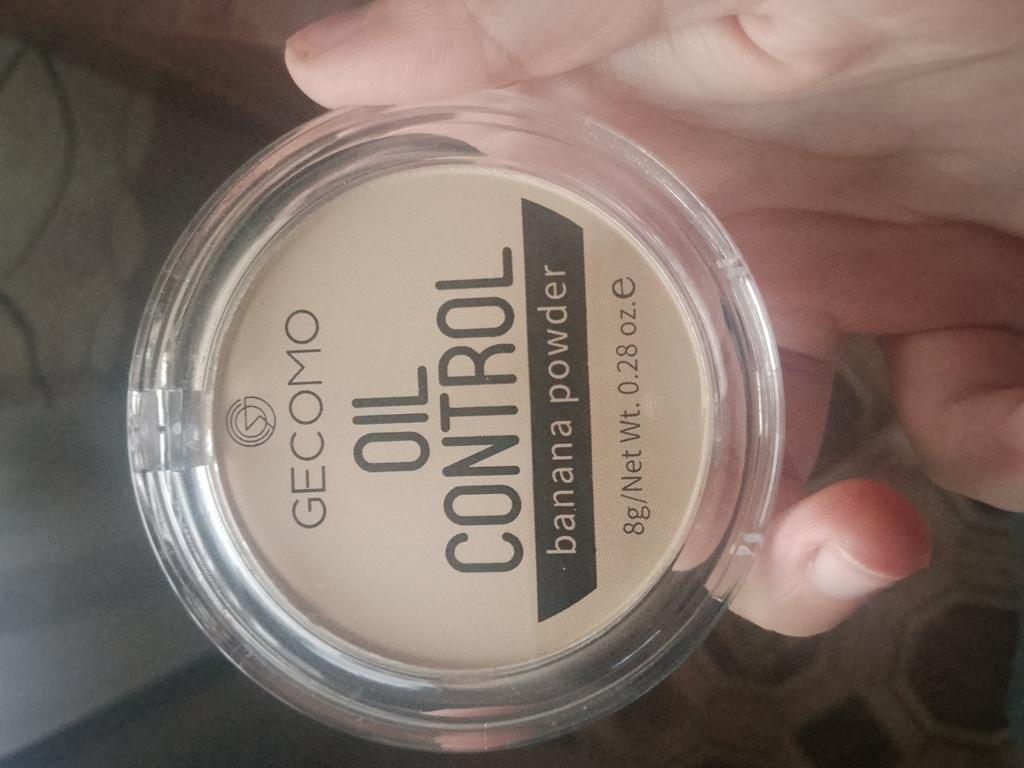 GECOMO
OIL
CONTROL
banana powder
8g/Net Wt. 0.28 oz.e